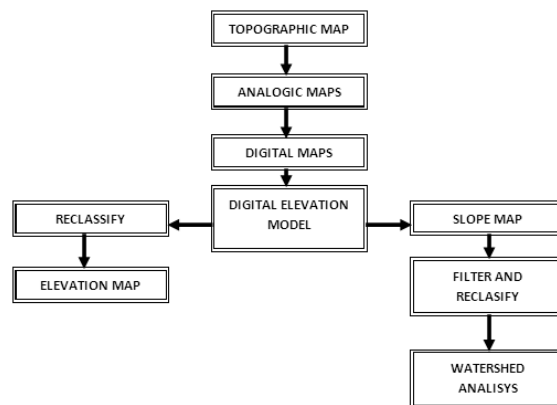 TOPOGRAPHIC MAP
ANALOGIC MAPS
DIGITAL MAPS
DIGITAL ELEVATION
MODEL
RECLASSIFY
ELEVATION MAP
SLOPE MAP
FILTER AND
RECLASIFY
WATERSHED
ANALISYS